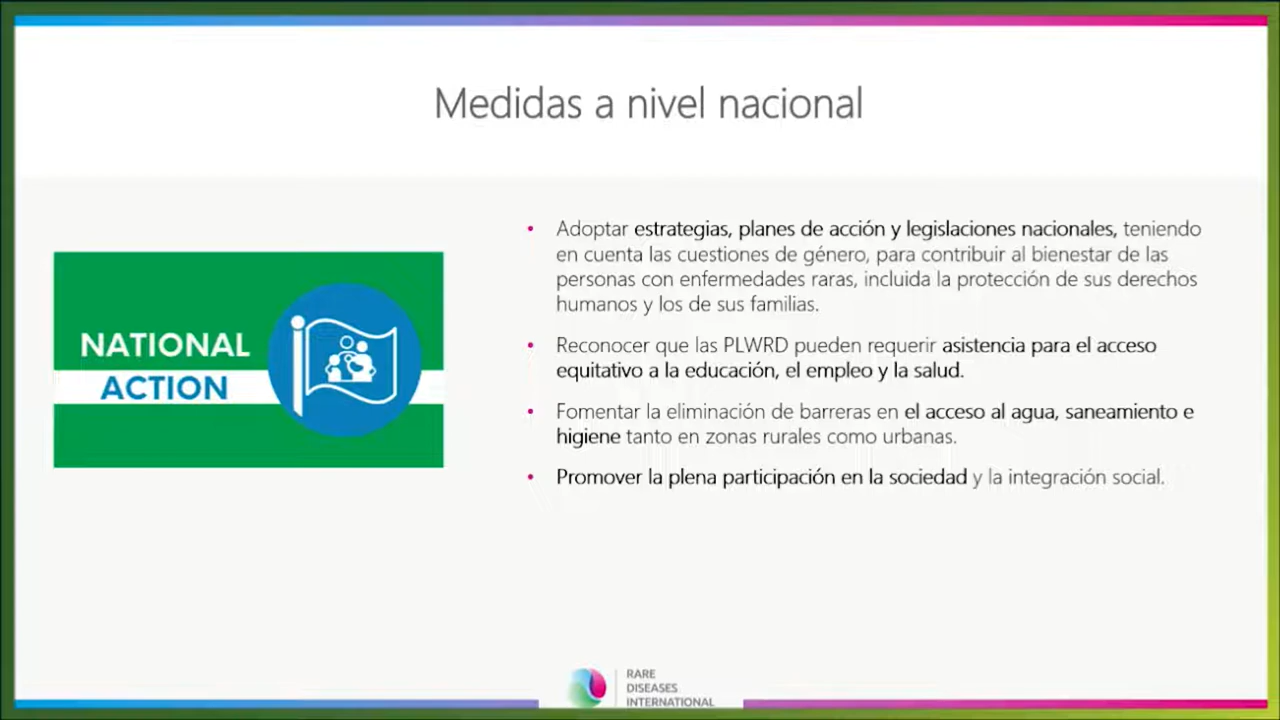 Medidas a nivel nacional
NATIONAL
ACTION
• Adoptar estrategias, planes de acción y legislaciones nacionales, teniendo
en cuenta las cuestiones de género, para contribuir al bienestar de las
personas con enfermedades raras, incluida la protección de sus derechos
humanos y los de sus familias.
• Reconocer que las PLWRD pueden requerir asistencia para el acceso
equitativo a la educación, el empleo y la salud.
• Fomentar la eliminación de barreras en el acceso al agua, saneamiento e
higiene tanto en zonas rurales como urbanas.
• Promover la plena participación en la sociedad y la integración social.
RARE
DISEASES
INTERNATIONAL